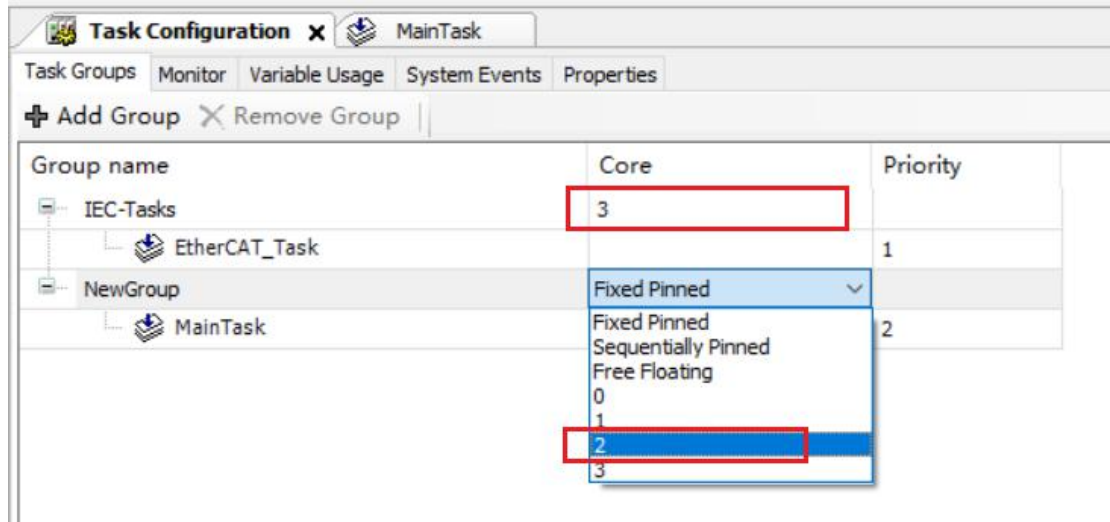 Task Configuration MainTask
Task Groups Monitor Variable Usage System Events Properties
Add Group Remove Group
Group name Core Priority
IEC-Tasks 3
EtherCAT_Task 1
NewGroup Fixed Pinned
MainTask Fixed Pinned 2
Sequentially Pinned
Free Floating
0
1
2
3